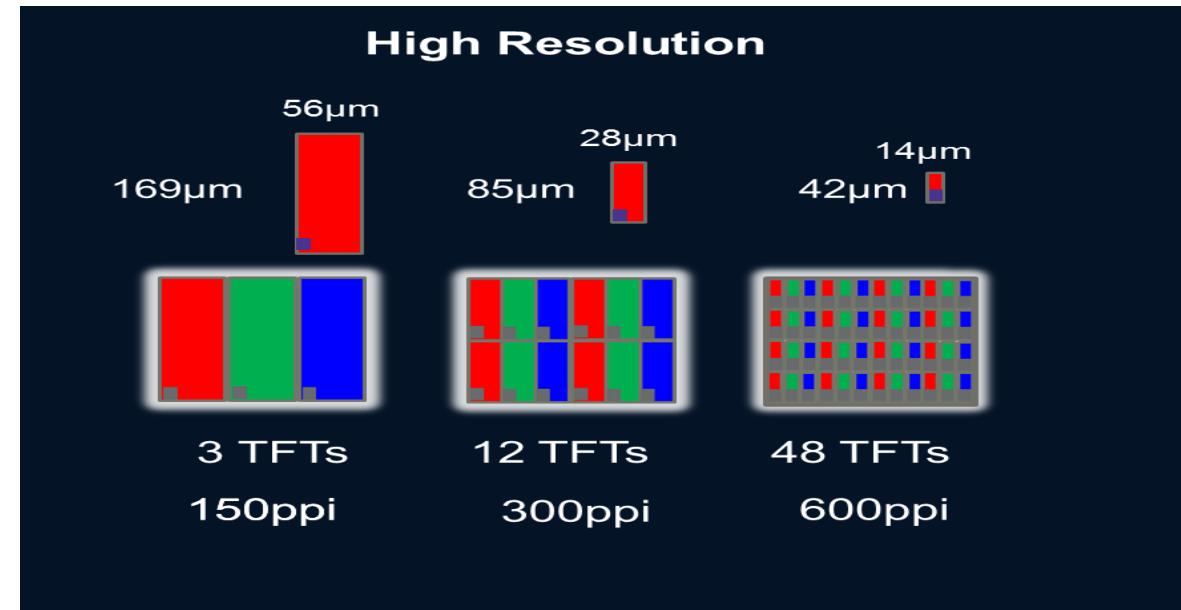 High Resolution
56μm
169μm
28μm
85μm
14μm
42μm
3 TFTs
12 TFTs
48 TFTs
150ppi
300ppi
600ppi